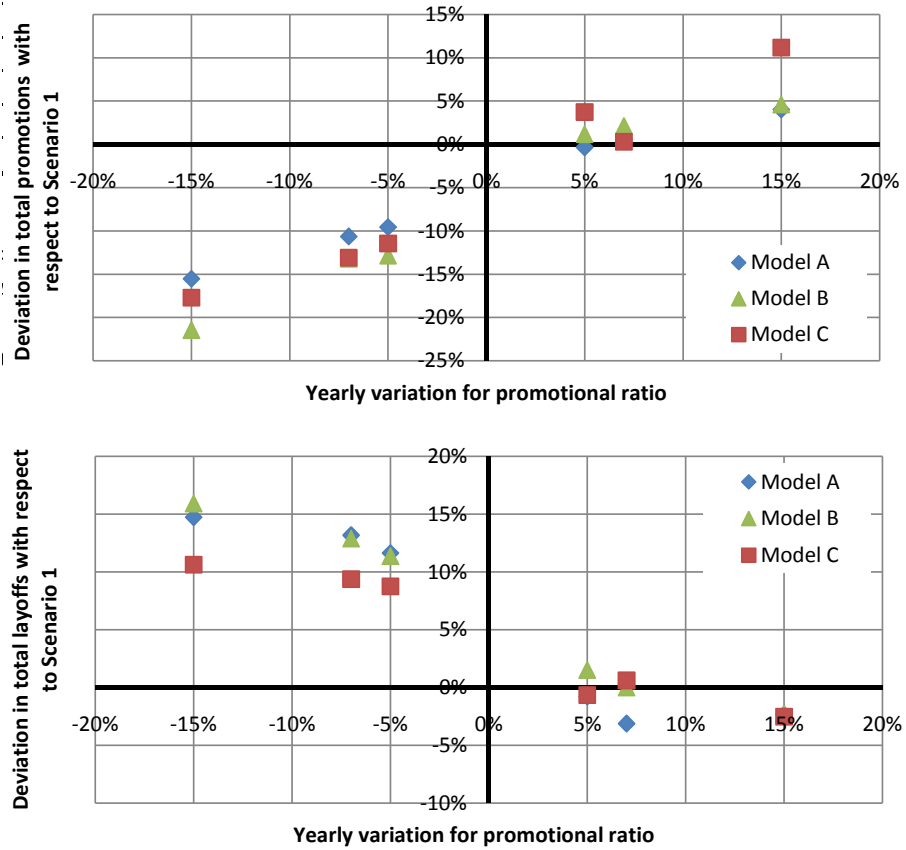 Deviation in total promotions with
respect to Scenario 1
15%
10%
5%
0%
-5%
-10%
-15%
-20%
-25%
-20%
-15%
-10%
-5%
0%
5%
10%
15%
20%
Model A
Model B
Model C
Yearly variation for promotional ratio
Deviation in total layoffs with respect
to Scenario 1
20%
15%
10%
5%
0%
-5%
-10%
-20%
-15%
-10%
-5%
0%
5%
10%
15%
20%
Model A
Model B
Model C
Yearly variation for promotional ratio